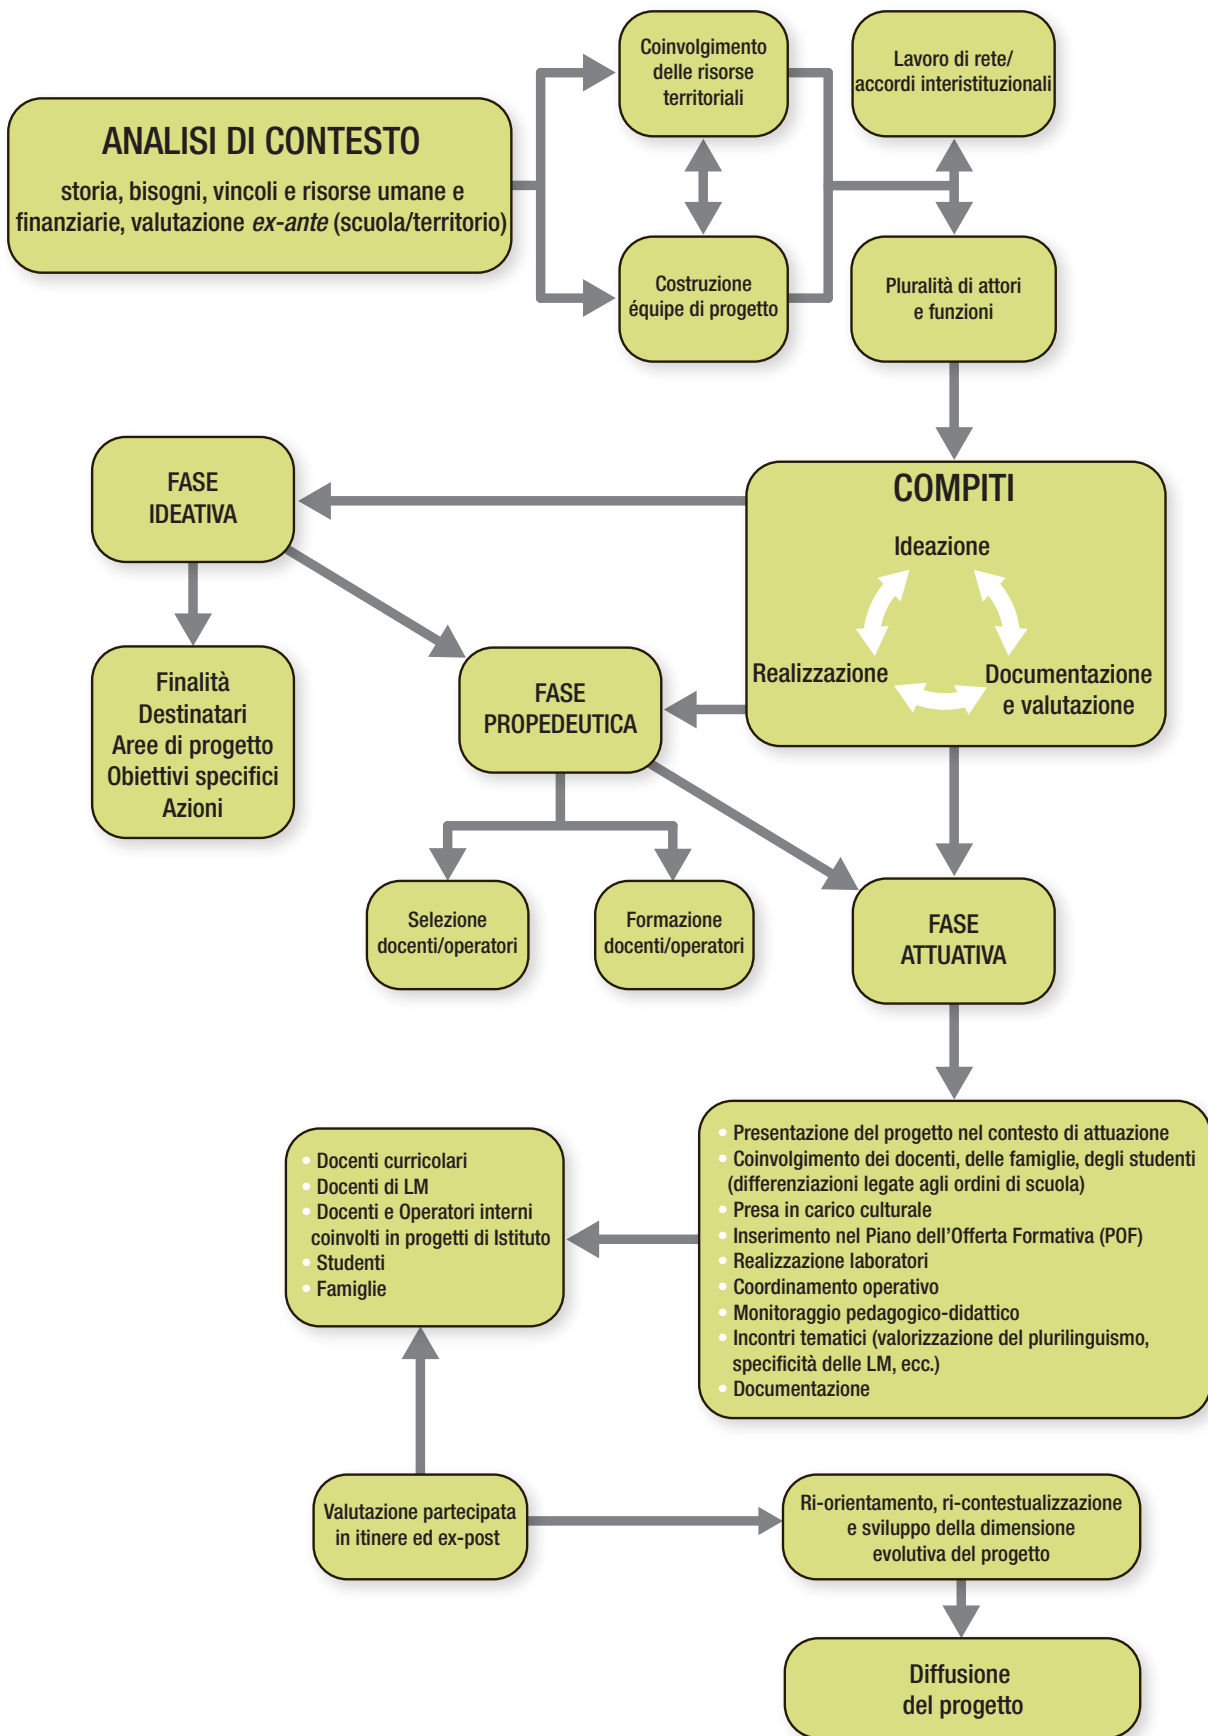 Coinvolgimento
delle risorse
territoriali
Lavoro di rete/
accordi interistituzionali
ANALISI DI CONTESTO
storia, bisogni, vincoli e risorse umane e
finanziarie, valutazione ex-ante (scuola/territorio)
Costruzione
équipe di progetto
Pluralità di attori
e funzioni
FASE
IDEATIVA
COMPITI
Ideazione
Realizzazione
Documentazione
e valutazione
Finalità
Destinatari
Aree di progetto
Obiettivi specifici
Azioni
FASE
PROPEDEUTICA
Selezione
docenti/operatori
Formazione
docenti/operatori
FASE
ATTUATIVA
• Docenti curricolari
• Docenti di LM
• Docenti e Operatori interni
coinvolti in progetti di Istituto
• Studenti
• Famiglie
• Presentazione del progetto nel contesto di attuazione
• Coinvolgimento dei docenti, delle famiglie, degli studenti
(differenziazioni legate agli ordini di scuola)
• Presa in carico culturale
• Inserimento nel Piano dell’Offerta Formativa (POF)
• Realizzazione laboratori
• Coordinamento operativo
• Monitoraggio pedagogico-didattico
• Incontri tematici (valorizzazione del plurilinguismo,
specificità delle LM, ecc.)
• Documentazione
Valutazione partecipata
in itinere ed ex-post
Ri-orientamento, ri-contestualizzazione
e sviluppo della dimensione
evolutiva del progetto
Diffusione
del progetto